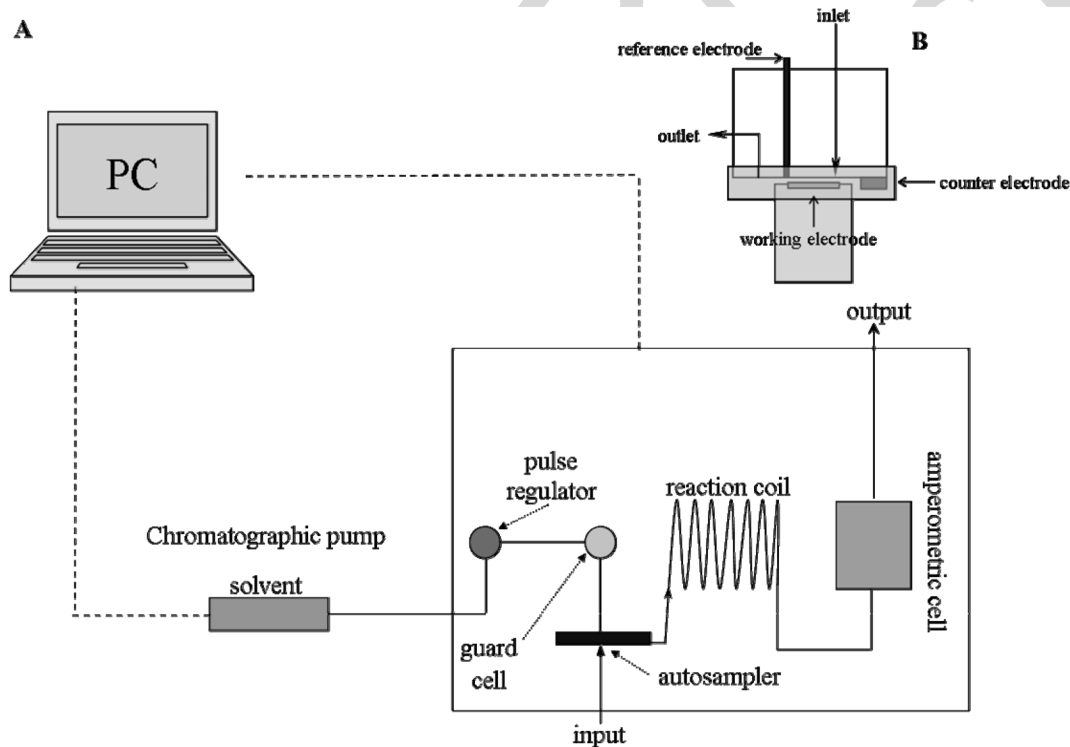 A
inlet
B
reference electrode
outlet
counter electrode
working electrode
PC
output
pulse
regulator
reaction coil
amperometric cell
Chromatographic pump
solvent
guard
cell
autosampler
input